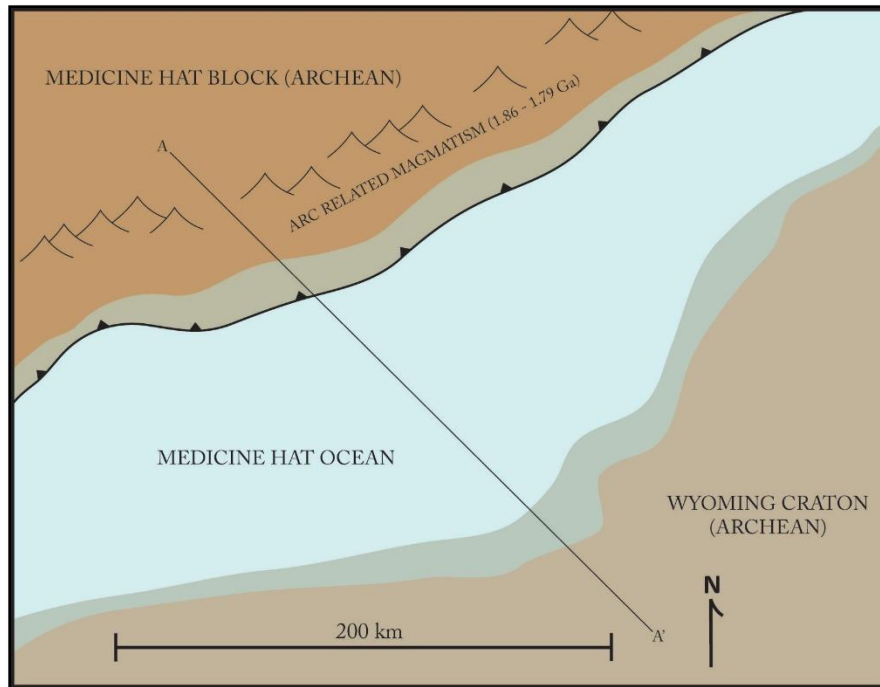 MEDICINE HAT BLOCK (ARCHEAN)
A
ARC RELATED MAGMATISM (1.86 - 1.79 Ga)
MEDICINE HAT OCEAN
WYOMING CRATON
(ARCHEAN)
N
200 km
A'